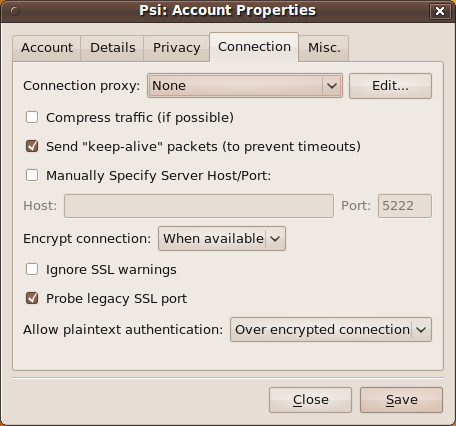 Psi: Account Properties
Account Details Privacy Connection Misc.
Connection proxy: None Edit...
Compress traffic (if possible)
Send "keep-alive" packets (to prevent timeouts)
Manually Specify Server Host/Port:
Host: Port: 5222
Encrypt connection: When available
Ignore SSL warnings
Probe legacy SSL port
Allow plaintext authentication: Over encrypted connection
Close Save